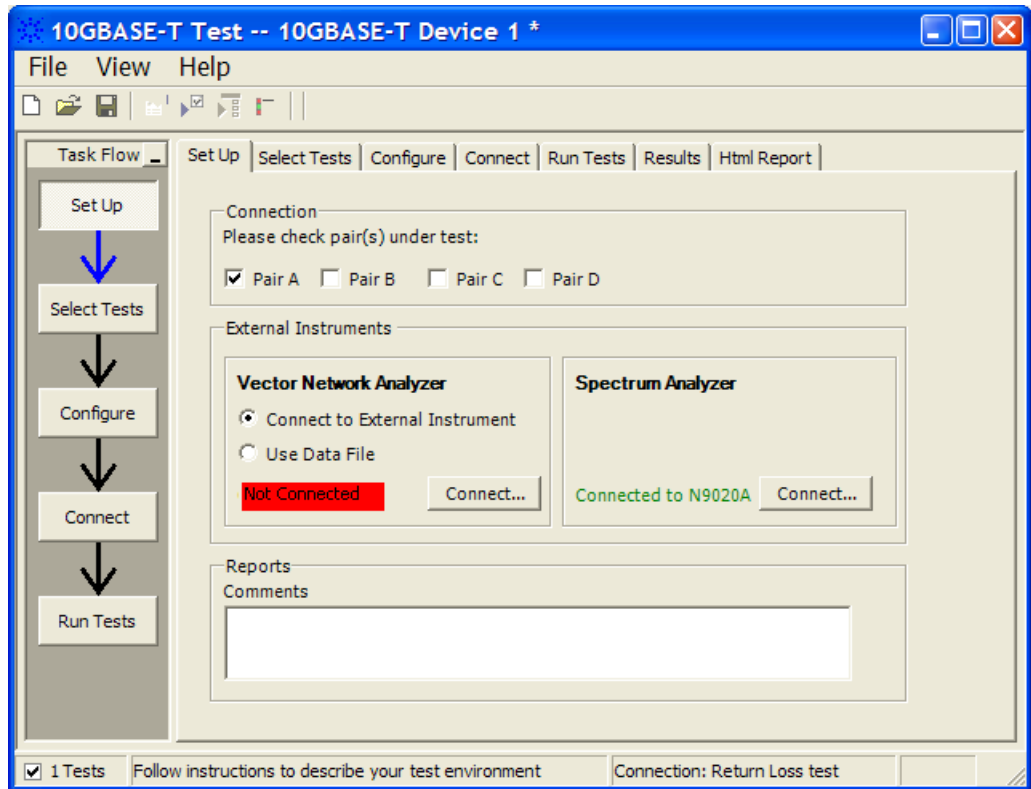 10GBASE-T Test -- 10GBASE-T Device 1 *
File View Help
Task Flow
Set Up
Select Tests
Configure
Connect
Run Tests
Set Up Select Tests Configure Connect Run Tests Results Html Report
Connection
Please check pair(s) under test:
Pair A Pair B Pair C Pair D
External Instruments
Vector Network Analyzer
Connect to External Instrument
Use Data File
Not Connected Connect...
Spectrum Analyzer
Connected to N9020A Connect...
Reports
Comments
1 Tests Follow instructions to describe your test environment Connection: Return Loss test